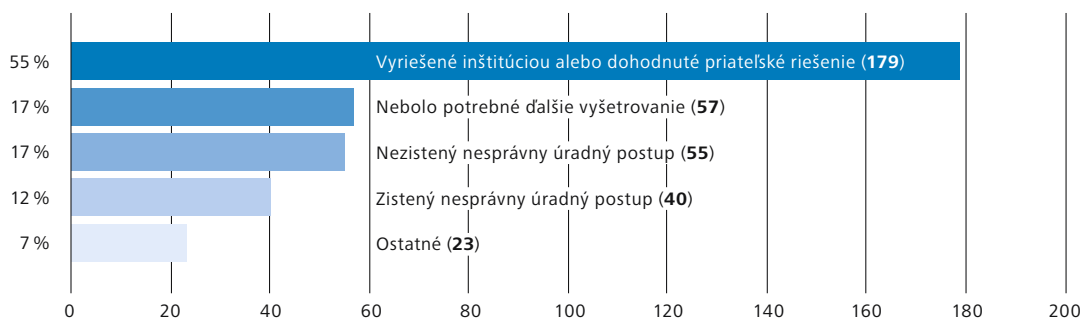 55 % Vyriešené inštitúciou alebo dohodnuté priateľské riešenie (179)
17 % Nebolo potrebné ďalšie vyšetrovanie (57)
17 % Nezistený nesprávny úradný postup (55)
12 % Zistený nesprávny úradný postup (40)
7 % Ostatné (23)
0 20 40 60 80 100 120 140 160 180 200